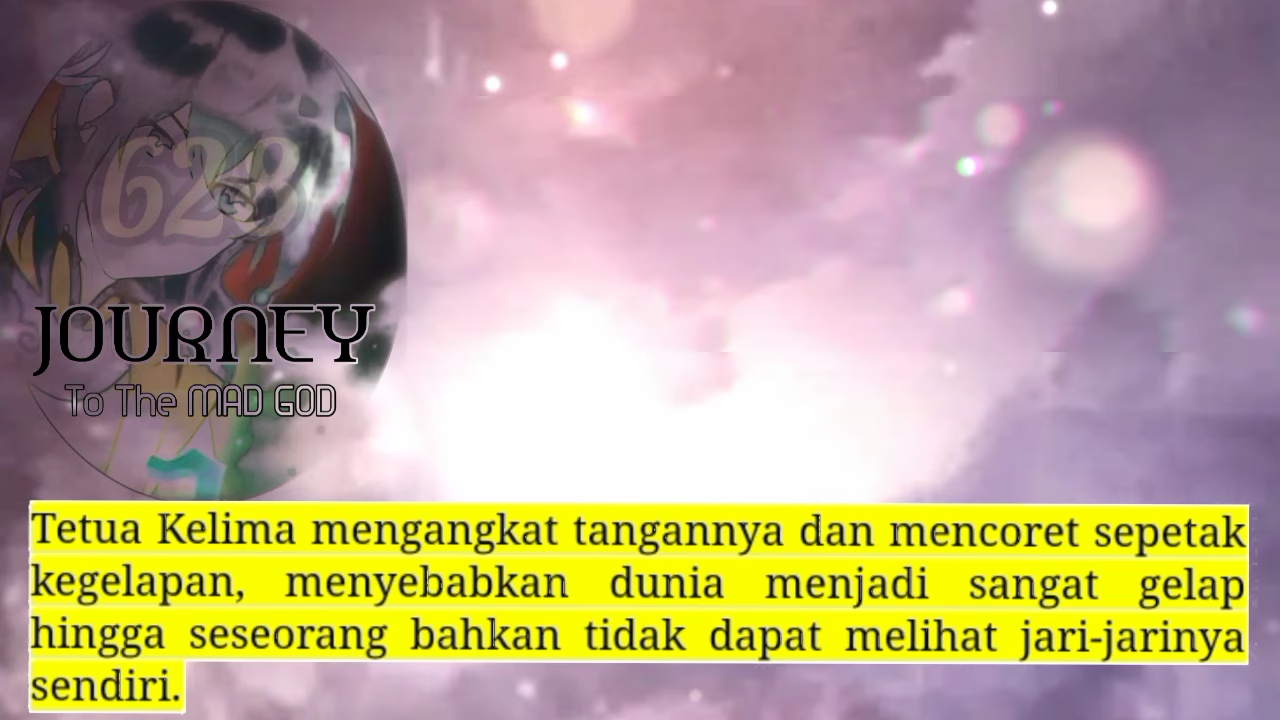 623
JOURNEY
To The MAD GOD
Tetua Kelima mengangkat tangannya dan mencoret sepetak
kegelapan, menyebabkan dunia menjadi sangat gelap
hingga seseorang bahkan tidak dapat melihat jari-jarinya
sendiri.